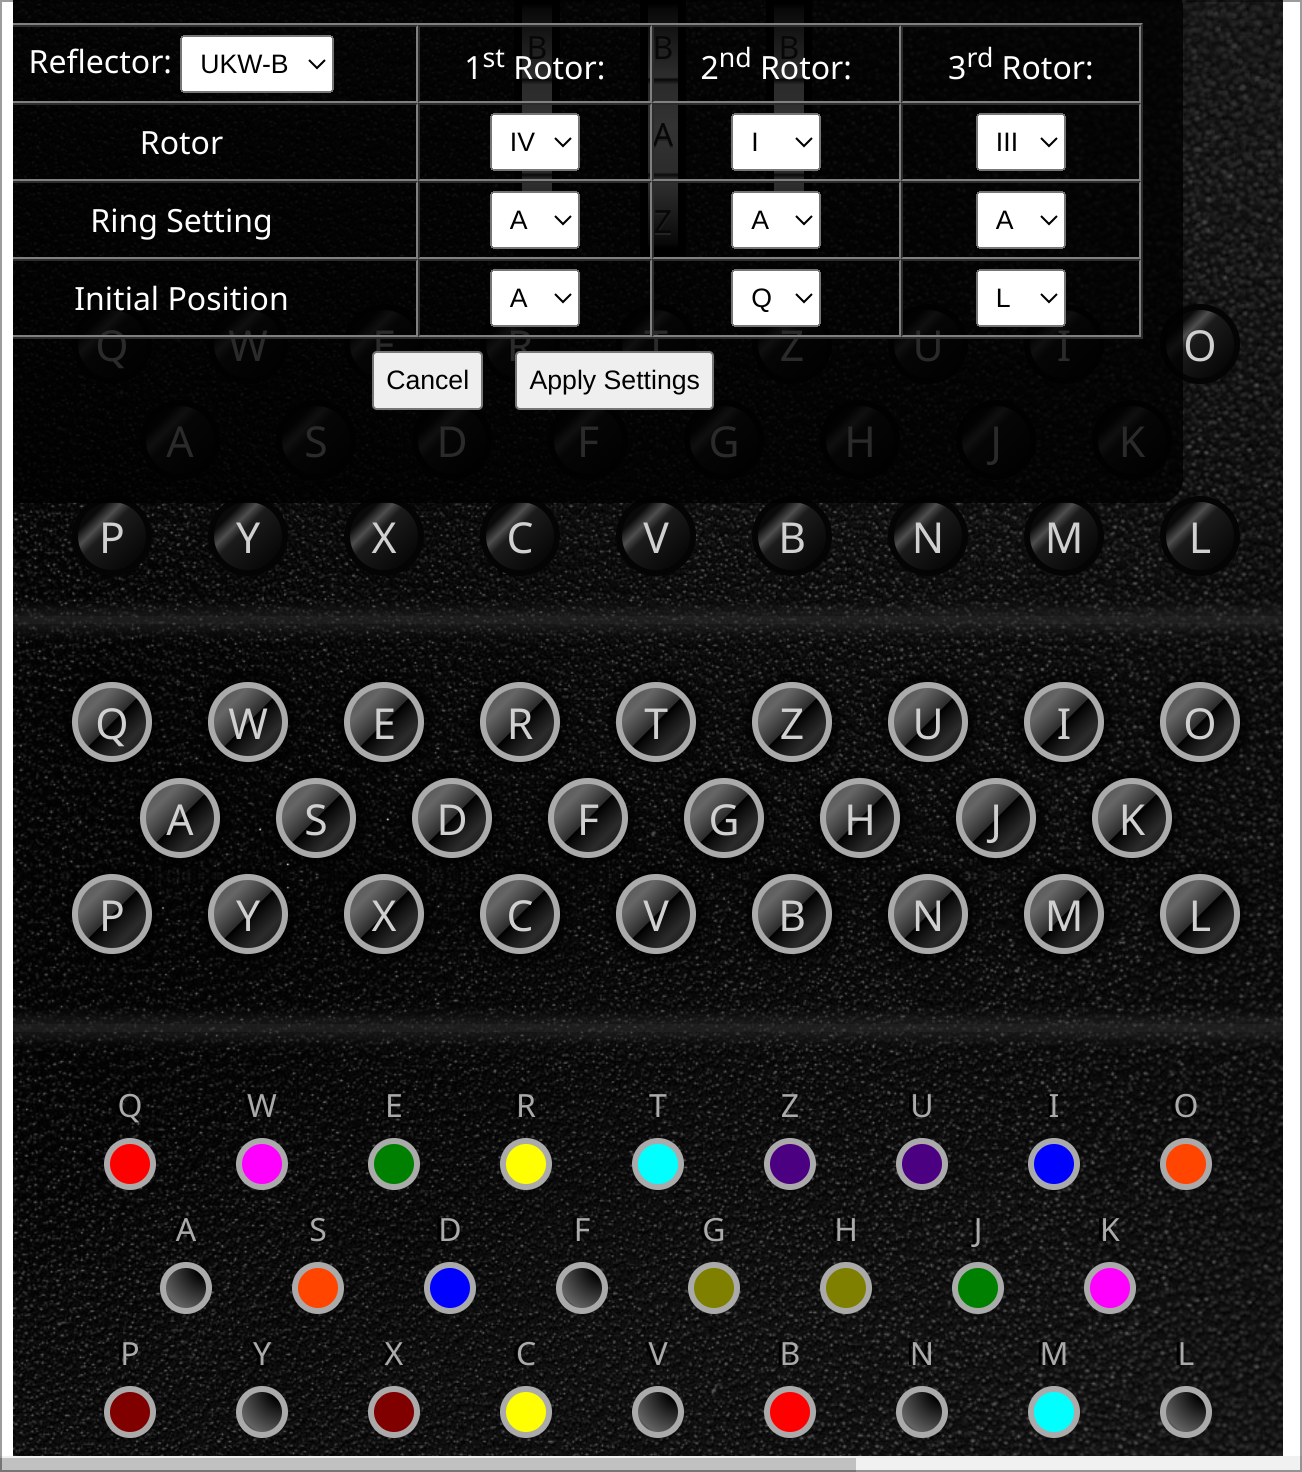 B B B
Reflector: UKW-B 1st Rotor: 2nd Rotor: 3rd Rotor:
Rotor IV I III
A
Ring Setting A A A
Z
Initial Position A Q L
Q W E R T Z U I O
Cancel Apply Settings
A S D F G H J K
P Y X C V B N M L
Q W E R T Z U I O
A S D F G H J K
P Y X C V B N M L
Q W E R T Z U I O
A S D F G H J K
P Y X C V B N M L